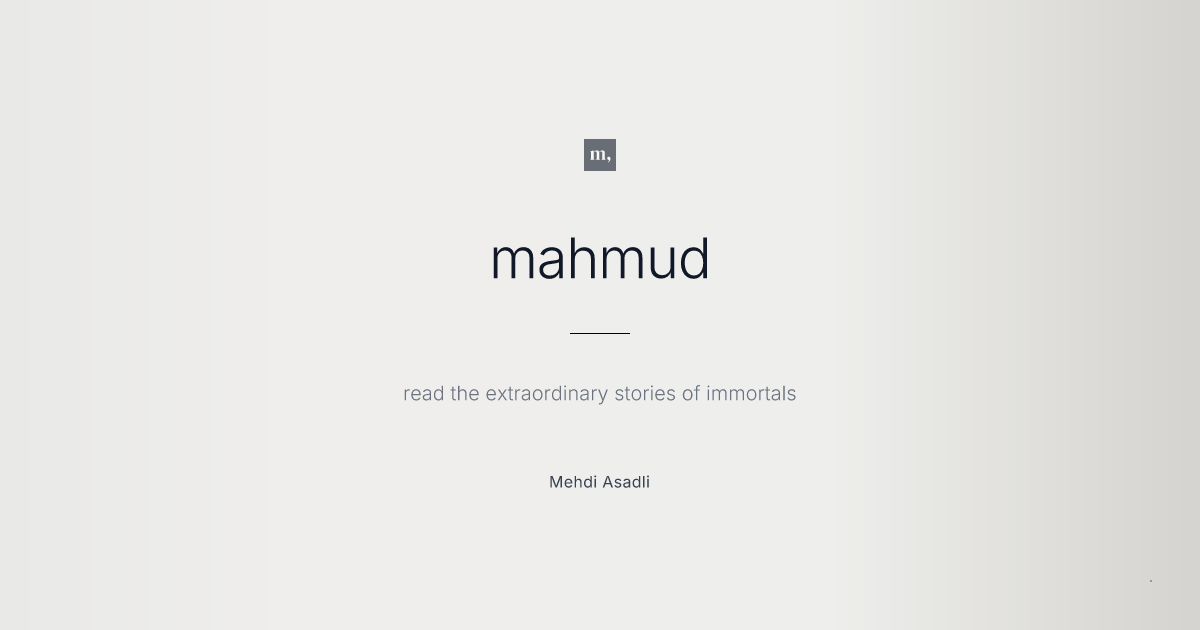 m,
mahmud
read the extraordinary stories of immortals
Mehdi Asadli